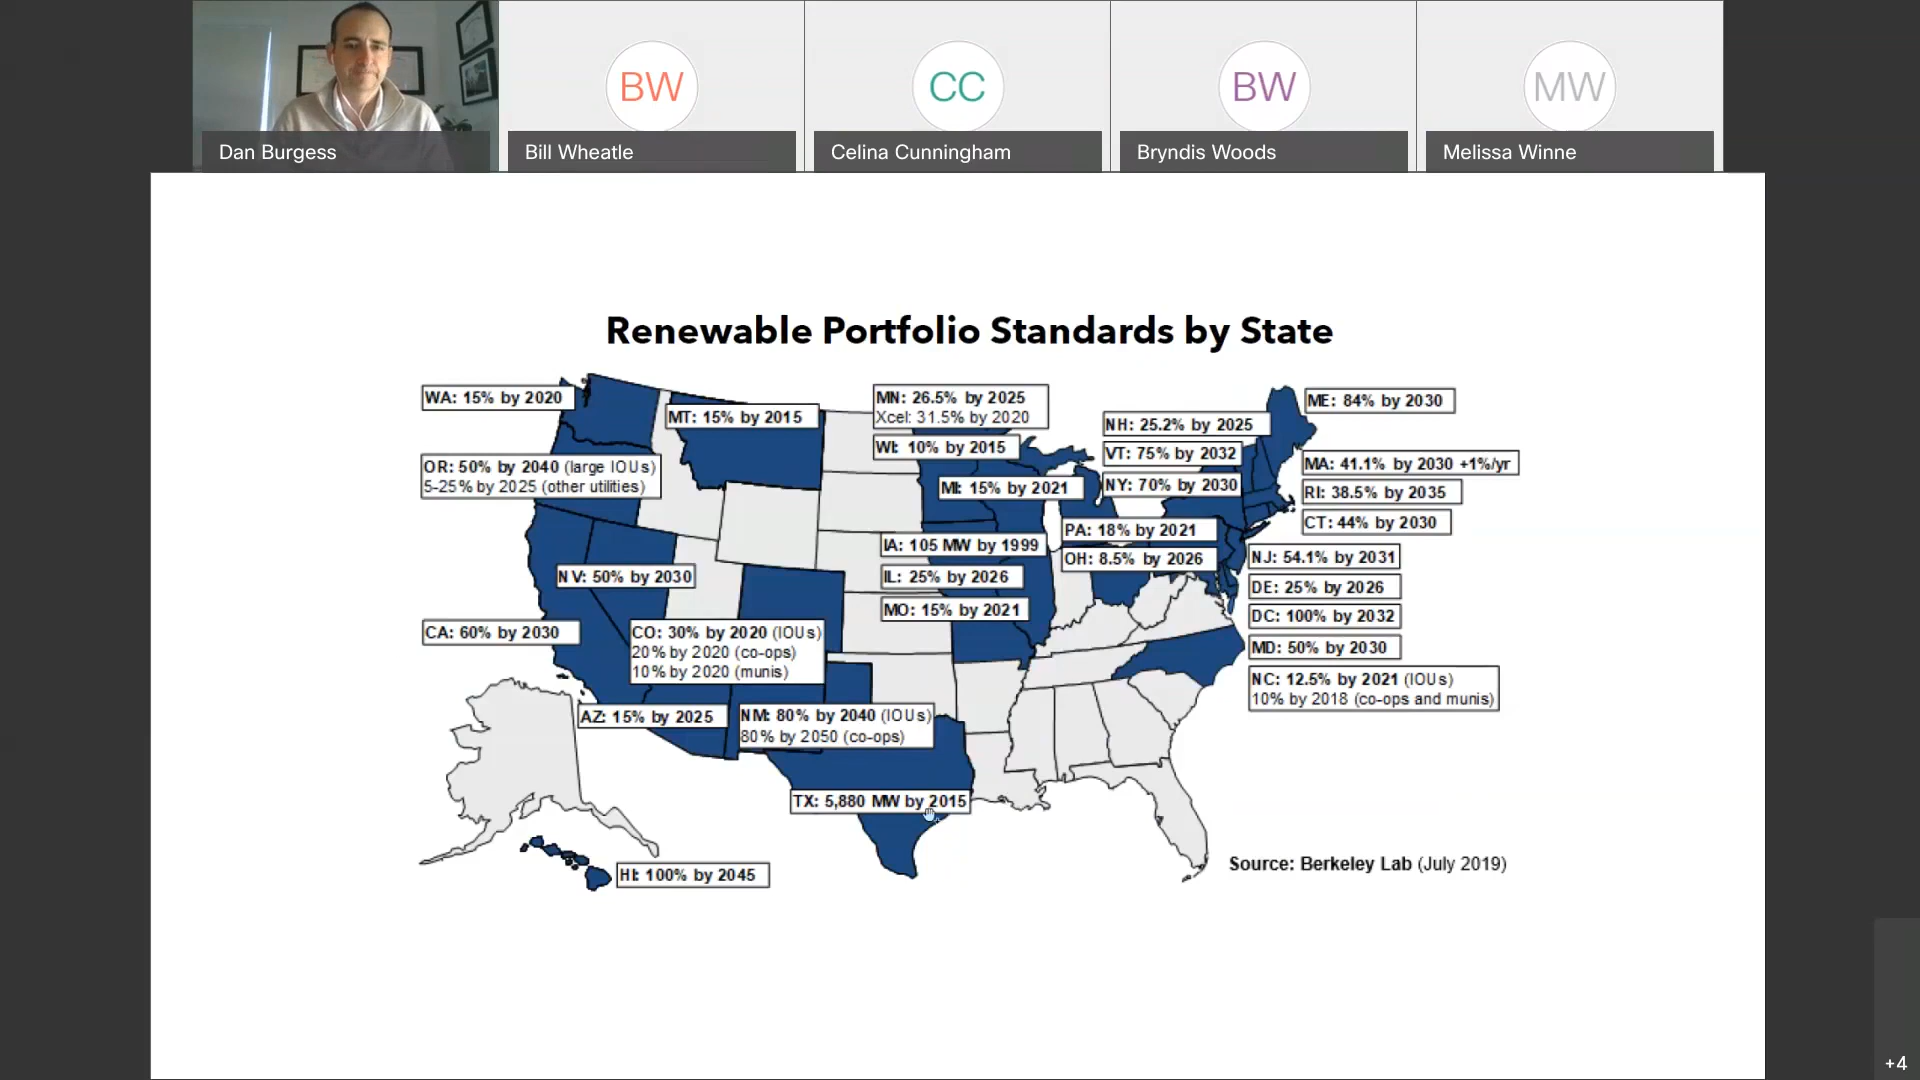 BW
CC
BW
MW
Dan Burgess
Bill Wheatle
Celina Cunningham
Bryndis Woods
Melissa Winne
Renewable Portfolio Standards by State
WA: 15% by 2020
MT: 15% by 2015
MN: 26.5% by 2025
Xcel: 31.5% by 2020
WI: 10% by 2015
MI: 15% by 2021
NH: 25.2% by 2025
VT: 75% by 2032
NY: 70% by 2030
ME: 84% by 2030
MA: 41.1% by 2030 +1%/yr
RI: 38.5% by 2035
CT: 44% by 2030
OR: 50% by 2040 (large IOUs)
5-25% by 2025 (other utilities)
PA: 18% by 2021
OH: 8.5% by 2026
IA: 105 MW by 1999
IL: 25% by 2026
MO: 15% by 2021
NJ: 54.1% by 2031
DE: 25% by 2026
DC: 100% by 2032
MD: 50% by 2030
NC: 12.5% by 2021 (IOUs)
10% by 2018 (co-ops and munis)
NV: 50% by 2030
CA: 60% by 2030
CO: 30% by 2020 (IOUs)
20% by 2020 (co-ops)
10% by 2020 (munis)
AZ: 15% by 2025
NM: 80% by 2040 (IOUs)
80% by 2050 (co-ops)
TX: 5,880 MW by 2015
HI: 100% by 2045
Source: Berkeley Lab (July 2019)
+4